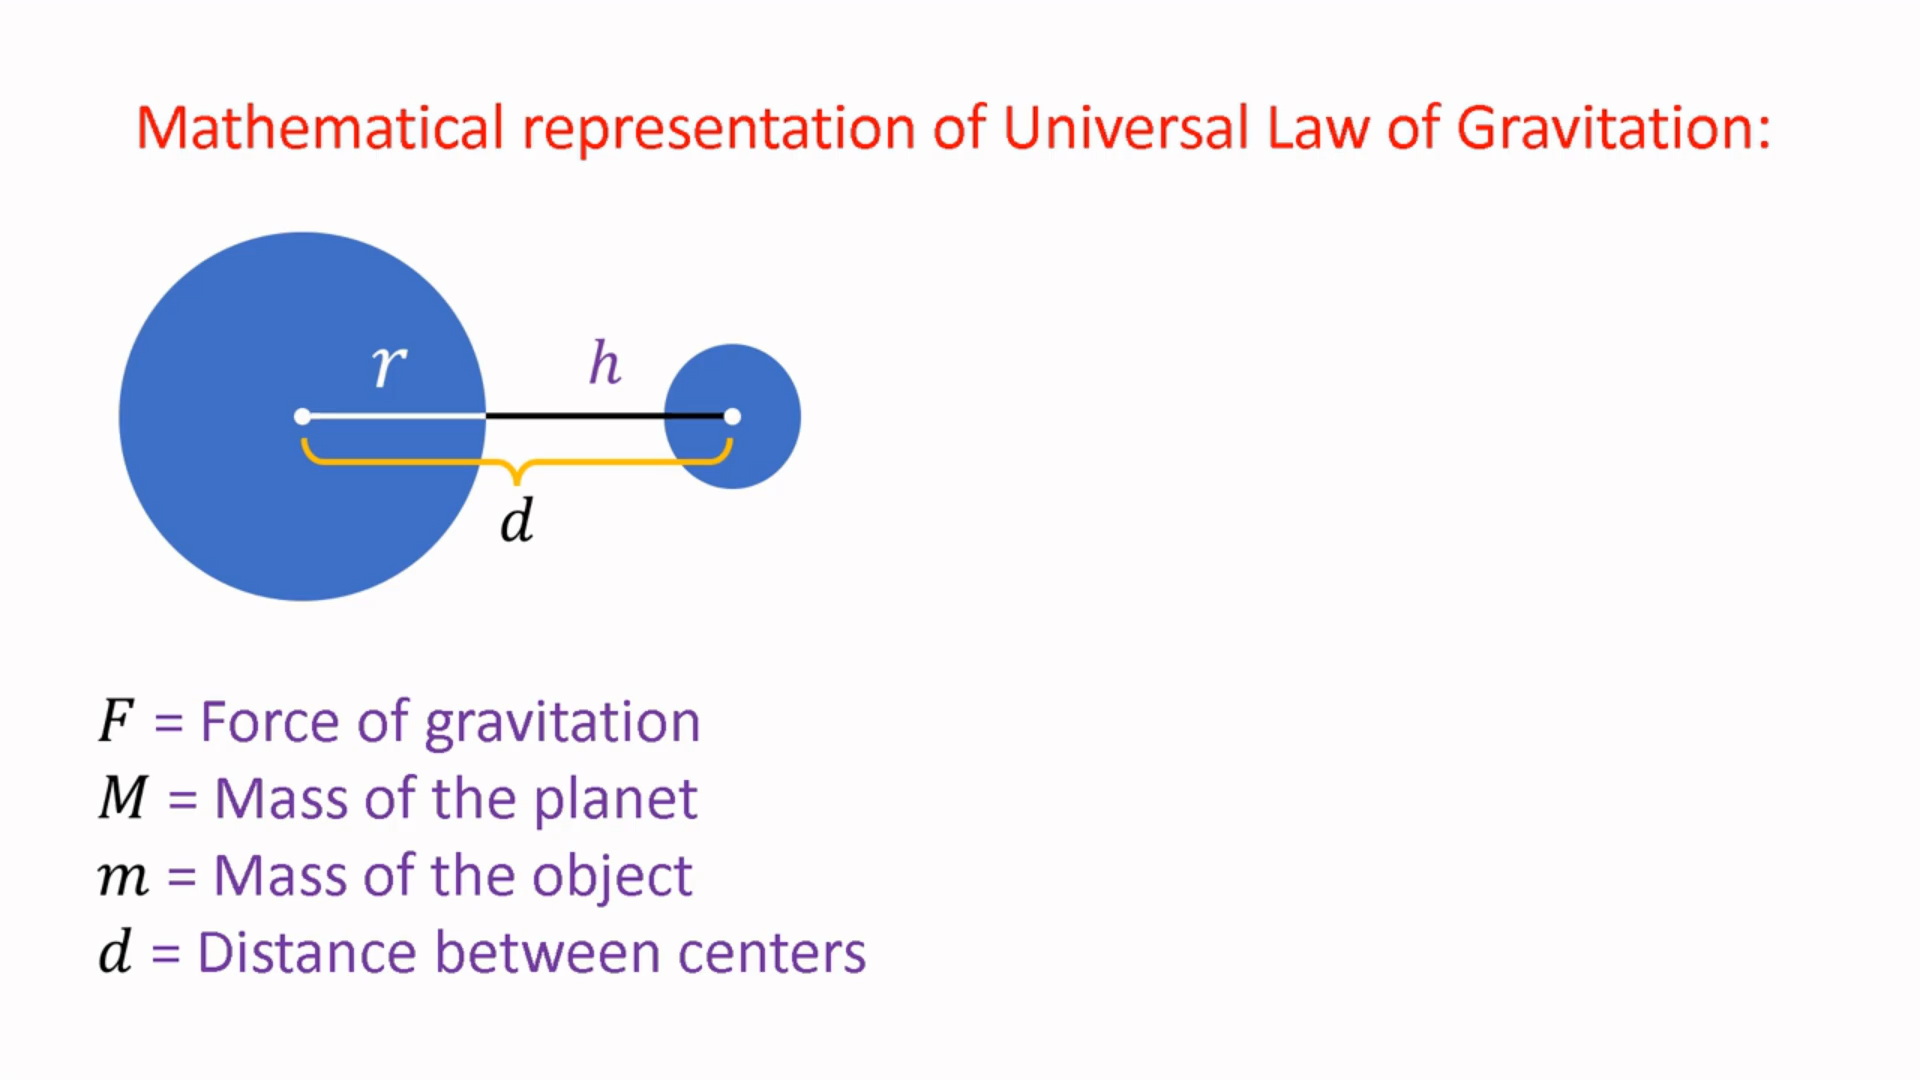 Mathematical representation of Universal Law of Gravitation:
r
h
d
F = Force of gravitation
M = Mass of the planet
m = Mass of the object
d = Distance between centers